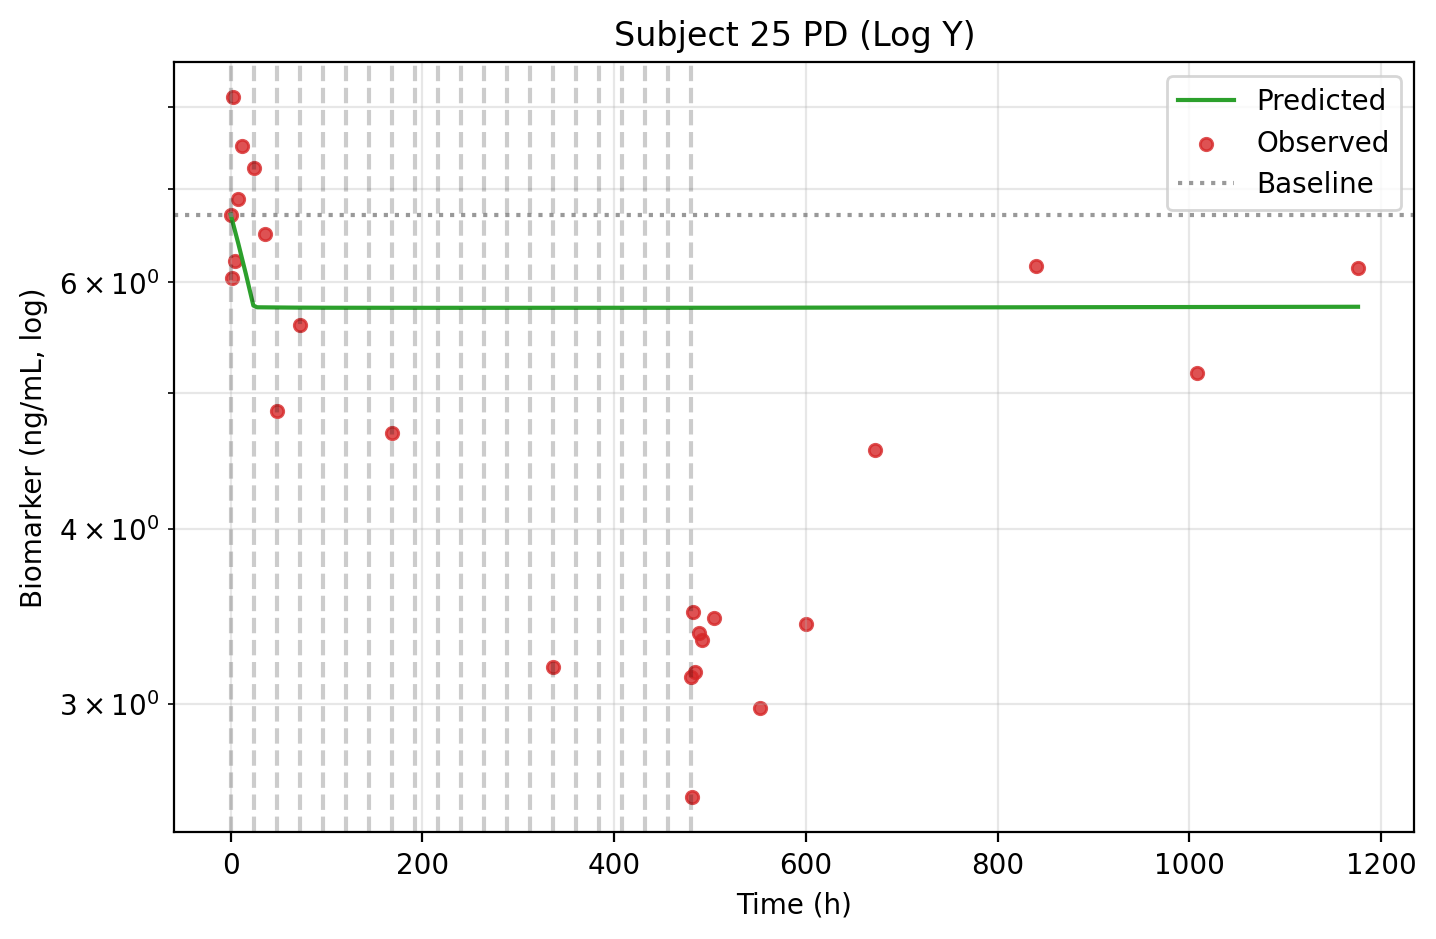 Subject 25 PD (Log Y)
Predicted
Observed
Baseline
Biomarker (ng/mL, log)
6 × 10⁰
4 × 10⁰
3 × 10⁰
0 200 400 600 800 1000 1200
Time (h)